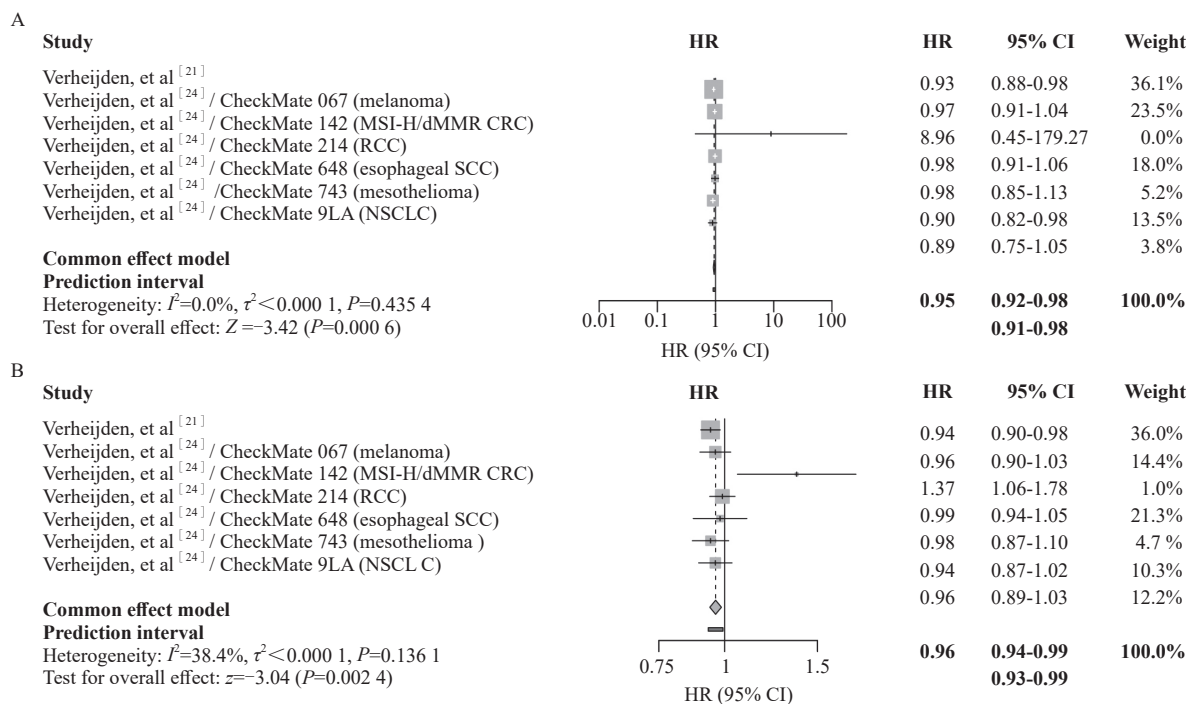 A
Study HR HR 95% CI Weight
Verheijden, et al [21] 0.93 0.88-0.98 36.1%
Verheijden, et al [24] / CheckMate 067 (melanoma) 0.97 0.91-1.04 23.5%
Verheijden, et al [24] / CheckMate 142 (MSI-H/dMMR CRC) 8.96 0.45-179.27 0.0%
Verheijden, et al [24] / CheckMate 214 (RCC) 0.98 0.91-1.06 18.0%
Verheijden, et al [24] / CheckMate 648 (esophageal SCC) 0.98 0.85-1.13 5.2%
Verheijden, et al [24] /CheckMate 743 (mesothelioma) 0.90 0.82-0.98 13.5%
Verheijden, et al [24] / CheckMate 9LA (NSCLC) 0.89 0.75-1.05 3.8%
Common effect model 0.95 0.92-0.98 100.0%
Prediction interval 0.91-0.98
Heterogeneity: I²=0.0%, τ²<0.000 1, P=0.435 4
Test for overall effect: Z =−3.42 (P=0.000 6)
0.01 0.1 1 10 100
HR (95% CI)
B
Study HR HR 95% CI Weight
Verheijden, et al [21] 0.94 0.90-0.98 36.0%
Verheijden, et al [24] / CheckMate 067 (melanoma) 0.96 0.90-1.03 14.4%
Verheijden, et al [24] / CheckMate 142 (MSI-H/dMMR CRC) 1.37 1.06-1.78 1.0%
Verheijden, et al [24] / CheckMate 214 (RCC) 0.99 0.94-1.05 21.3%
Verheijden, et al [24] / CheckMate 648 (esophageal SCC) 0.98 0.87-1.10 4.7 %
Verheijden, et al [24] / CheckMate 743 (mesothelioma ) 0.94 0.87-1.02 10.3%
Verheijden, et al [24] / CheckMate 9LA (NSCL C) 0.96 0.89-1.03 12.2%
Common effect model 0.96 0.94-0.99 100.0%
Prediction interval 0.93-0.99
Heterogeneity: I²=38.4%, τ²<0.000 1, P=0.136 1
Test for overall effect: z=−3.04 (P=0.002 4)
0.75 1 1.5
HR (95% CI)